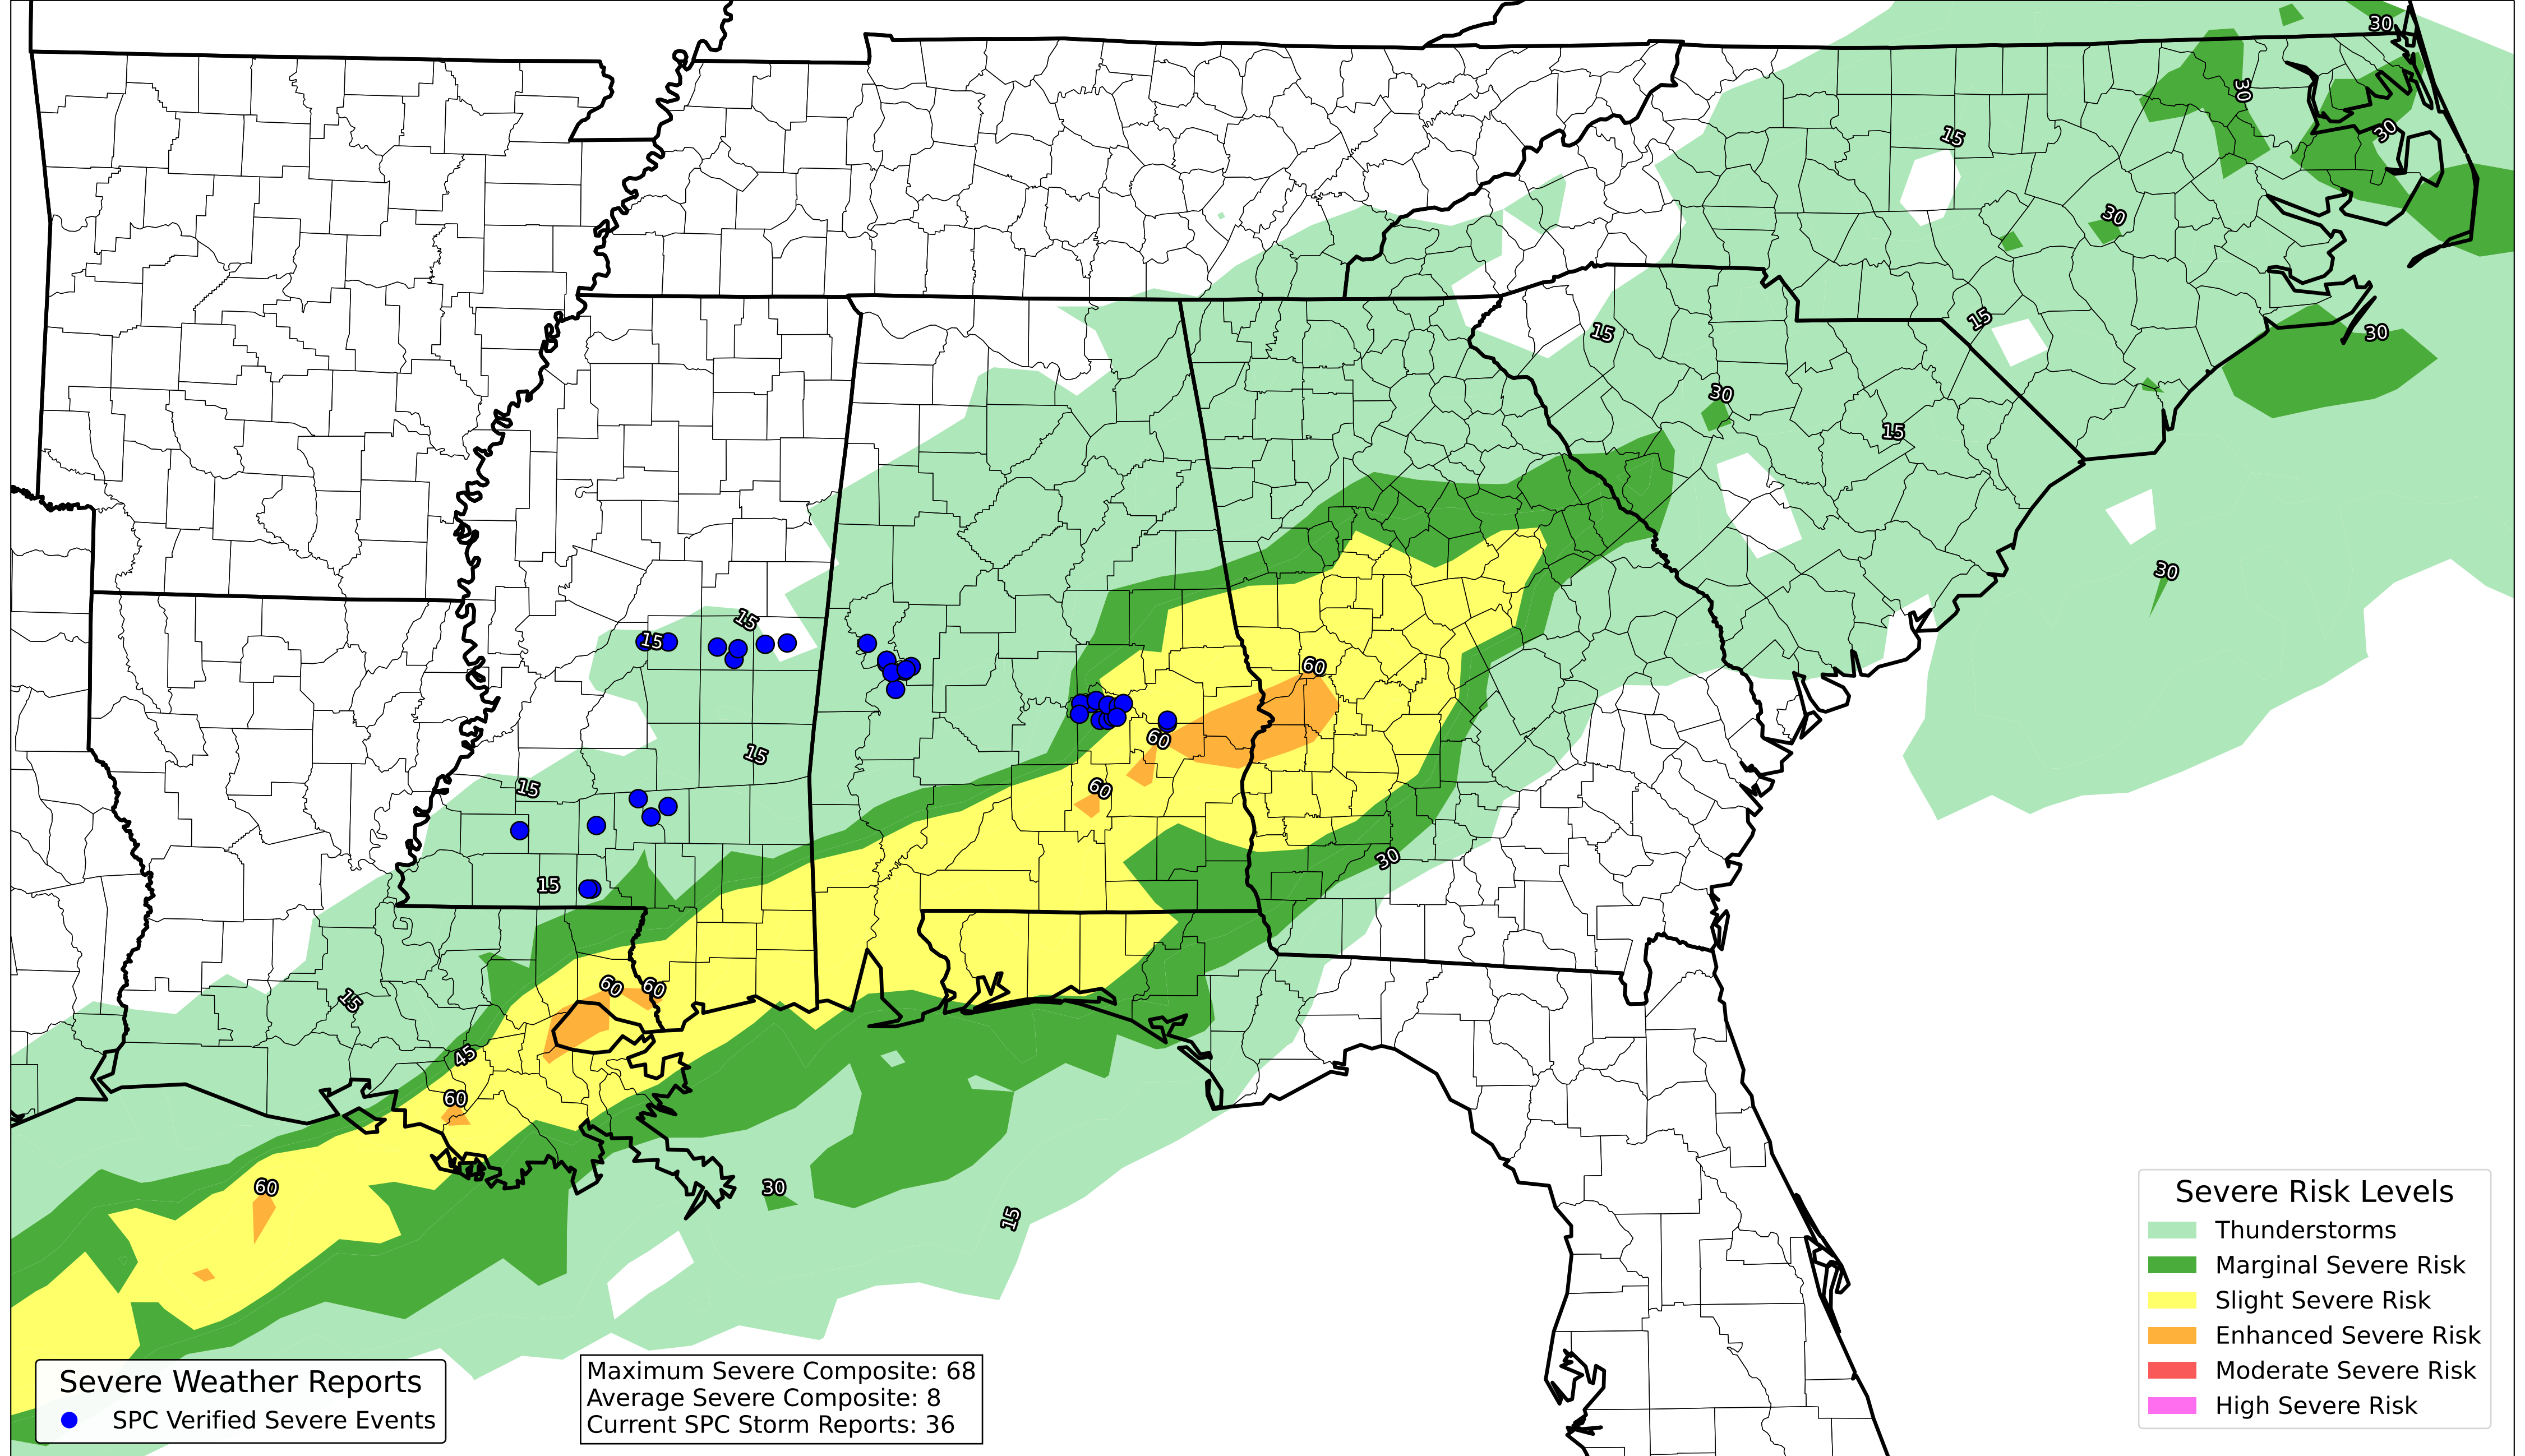 30
30
15
30
30
15
15
30
30
15
30
15
15
15
60
60
15
15
60
30
15
60
60
15
45
60
60
30
15
Severe Risk Levels
Thunderstorms
Marginal Severe Risk
Slight Severe Risk
Enhanced Severe Risk
Moderate Severe Risk
High Severe Risk
Severe Weather Reports
SPC Verified Severe Events
Maximum Severe Composite: 68
Average Severe Composite: 8
Current SPC Storm Reports: 36